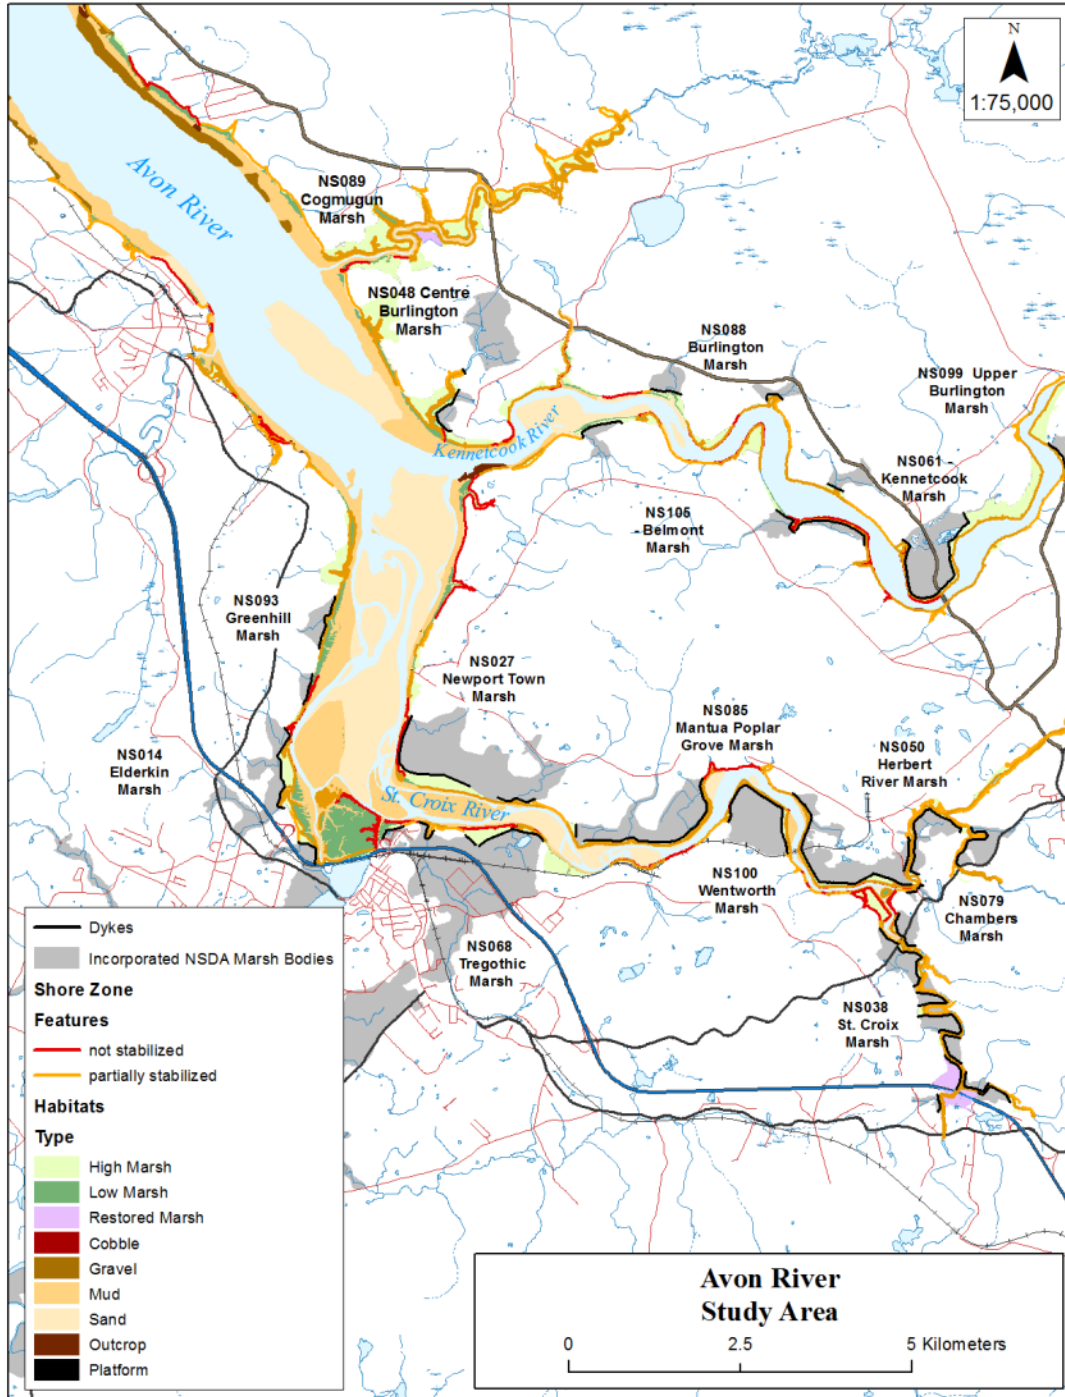 N
1:75,000
Avon River
NS089
Cogmugun
Marsh
NS048 Centre
Burlington
Marsh
NS088
Burlington
Marsh
NS099 Upper
Burlington
Marsh
Kennetcook River
NS061 -
Kennetcook
Marsh
NS105
- Belmont
Marsh
NS093
Greenhill
Marsh
NS027
Newport Town
Marsh
NS085
Mantua Poplar
Grove Marsh
NS050
Herbert
River Marsh
NS014
Elderkin
Marsh
St. Croix River
NS100
Wentworth
Marsh
NS079
Chambers
Marsh
NS068
Tregothic
Marsh
NS038
St. Croix
Marsh
Dykes
Incorporated NSDA Marsh Bodies
Shore Zone
Features
not stabilized
partially stabilized
Habitats
Type
High Marsh
Low Marsh
Restored Marsh
Cobble
Gravel
Mud
Sand
Outcrop
Platform
Avon River
Study Area
0 2.5 5 Kilometers